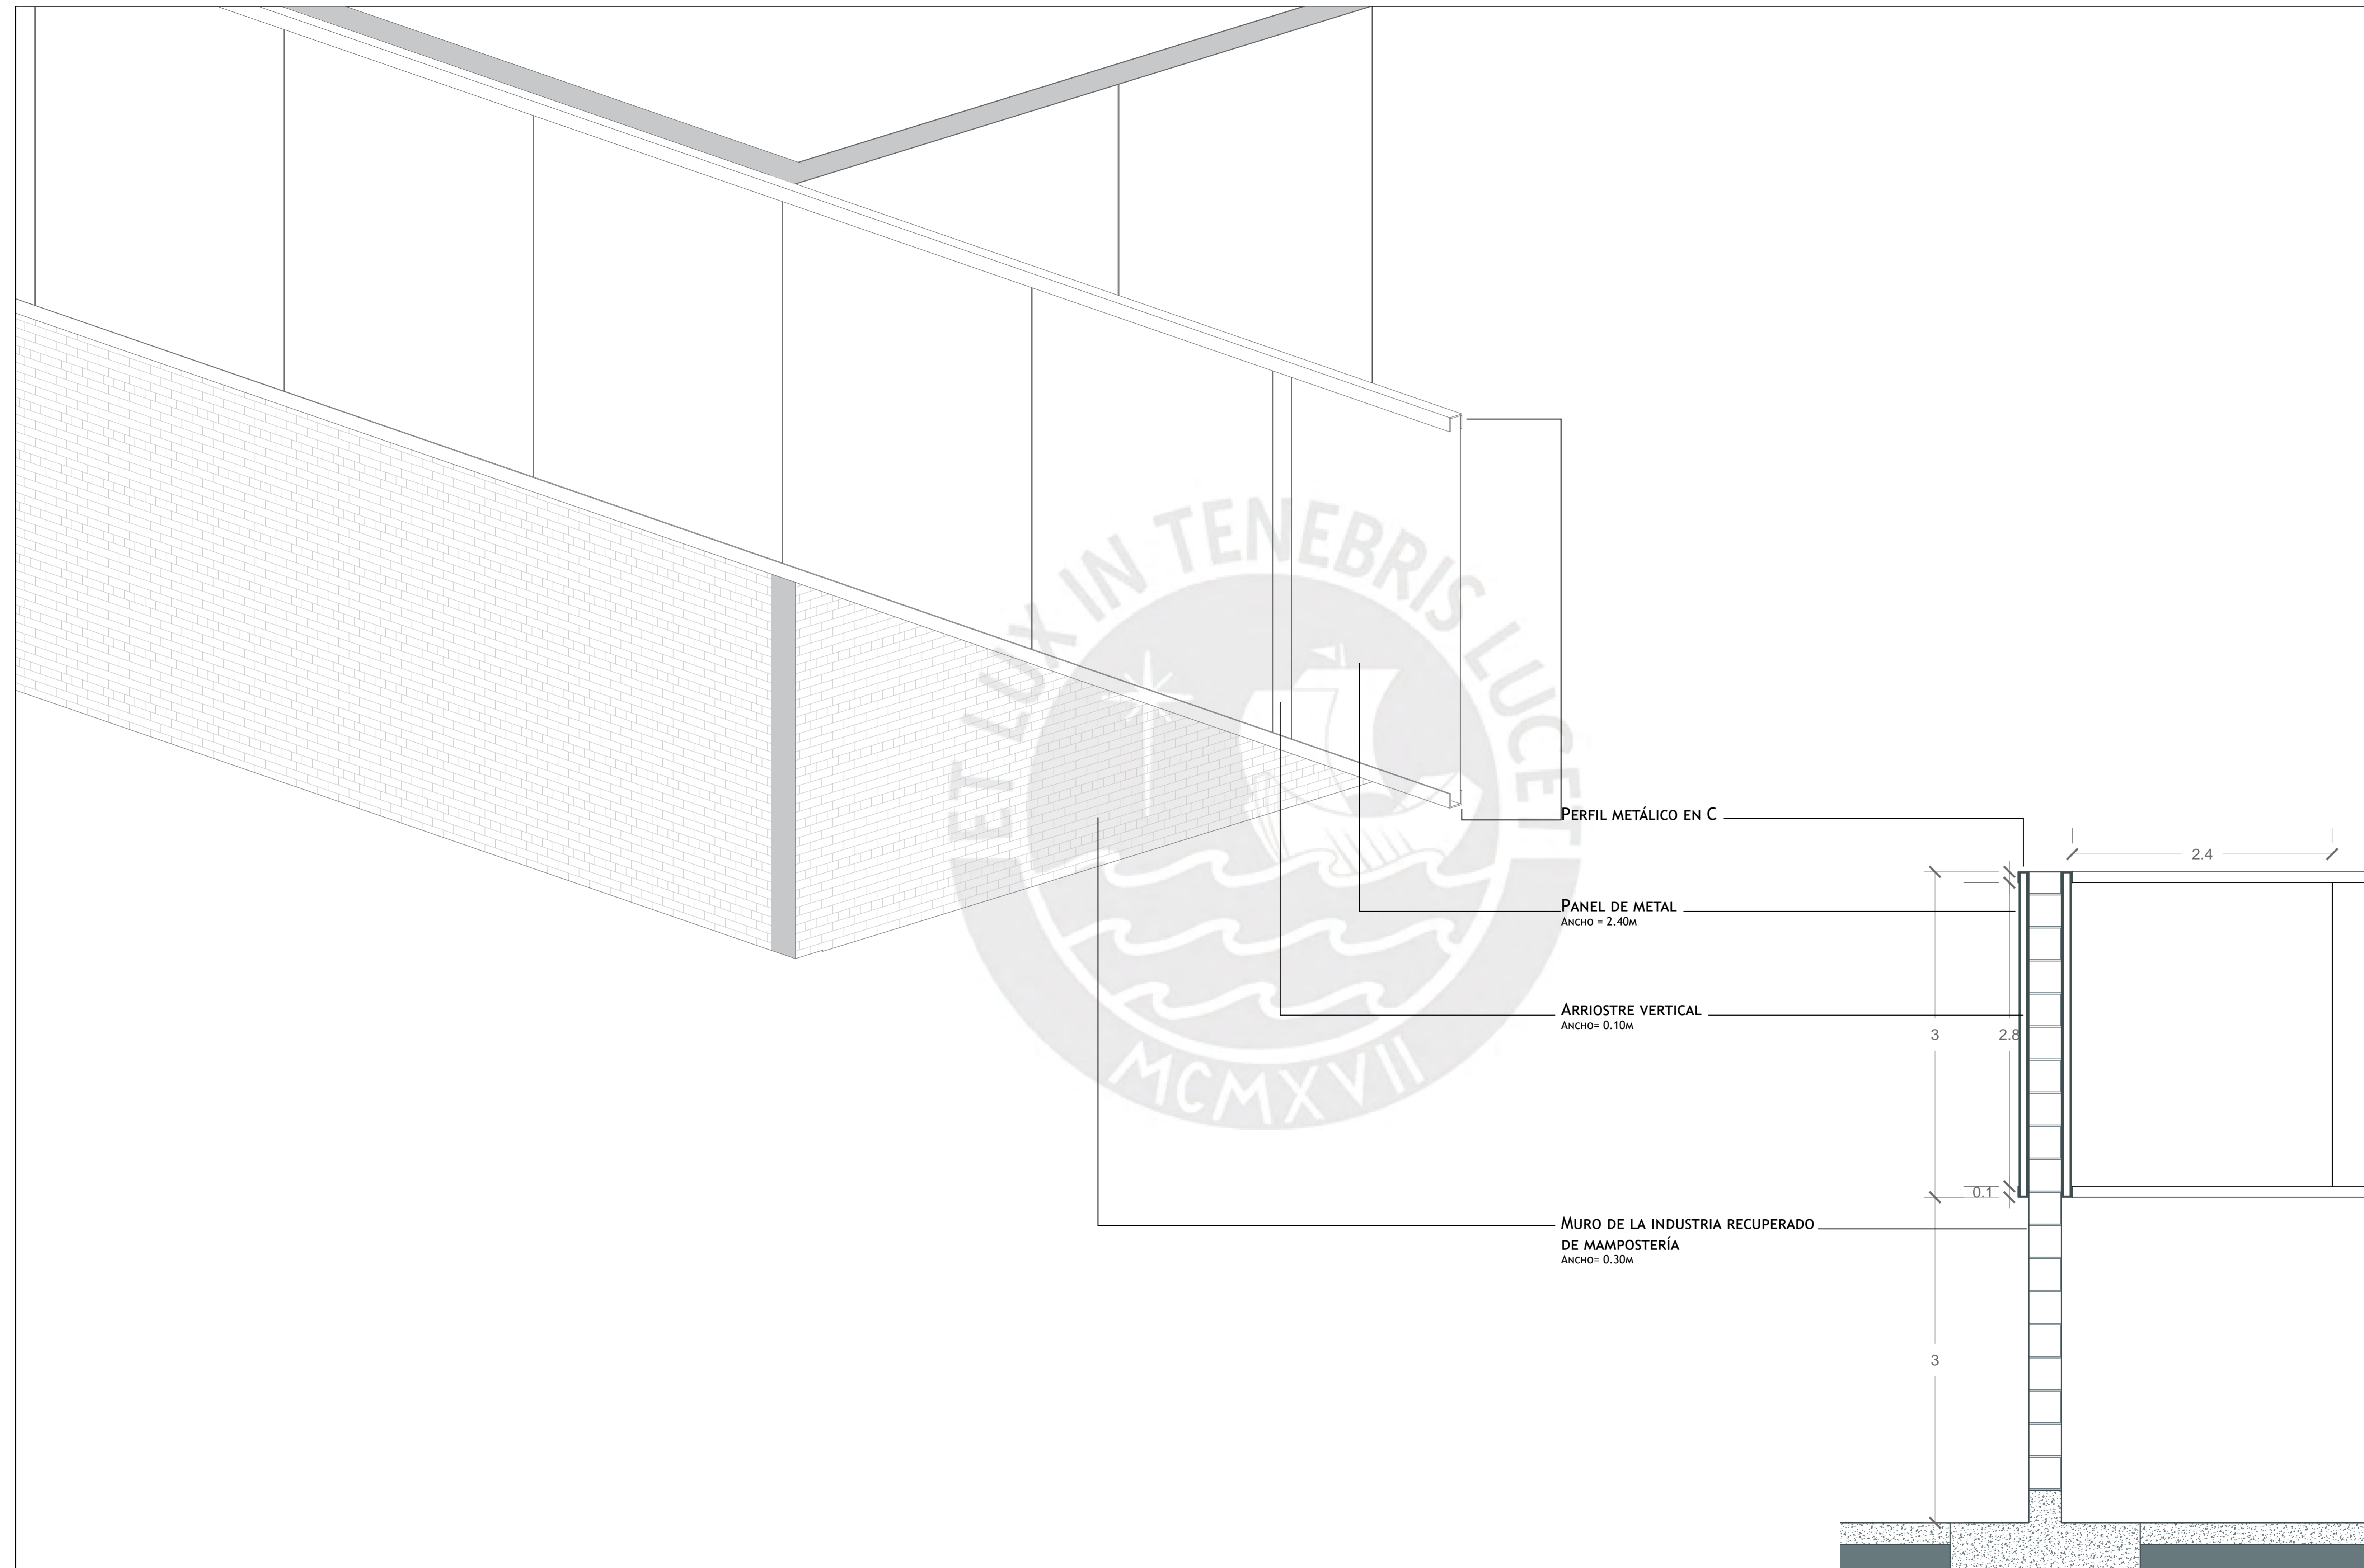 ET LUX IN TENEBRIS LUCET
MCMXVII
PERFIL METÁLICO EN C
2.4
PANEL DE METAL
ANCHO = 2.40M
ARRIOSTRE VERTICAL
ANCHO= 0.10M
3
2.8
0.1
MURO DE LA INDUSTRIA RECUPERADO
DE MAMPOSTERÍA
ANCHO= 0.30M
3